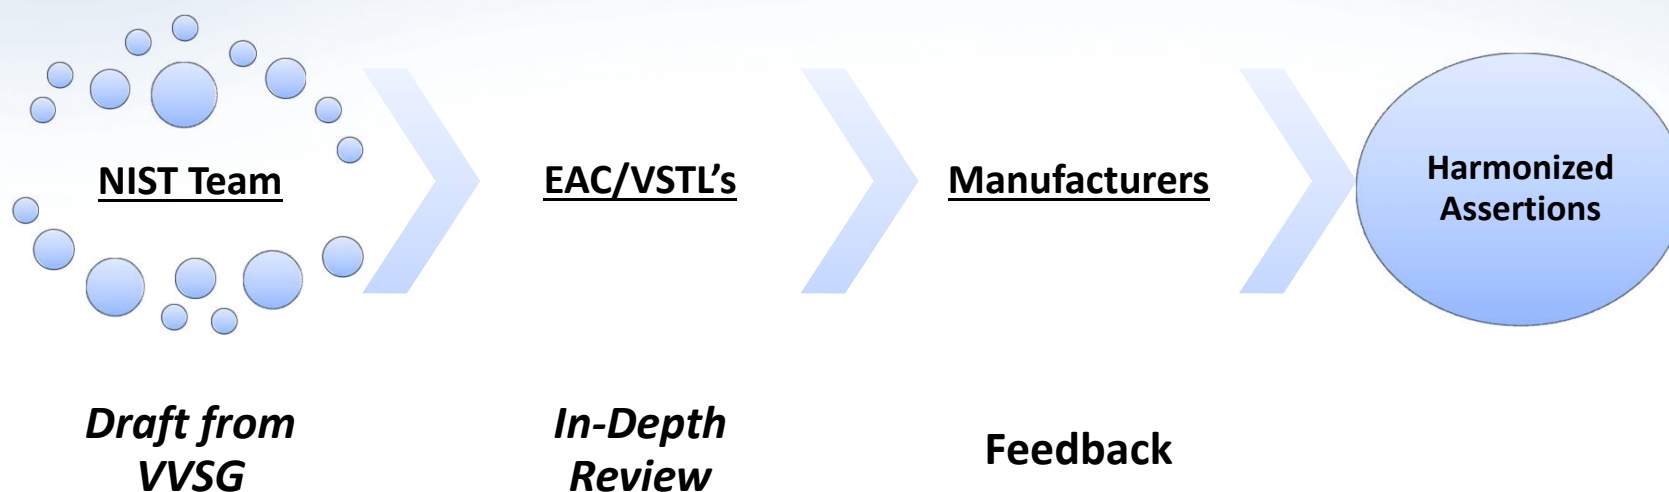 NIST Team
EAC/VSTL’s
Manufacturers
Harmonized
Assertions
Draft from
VVSG
In-Depth
Review
Feedback